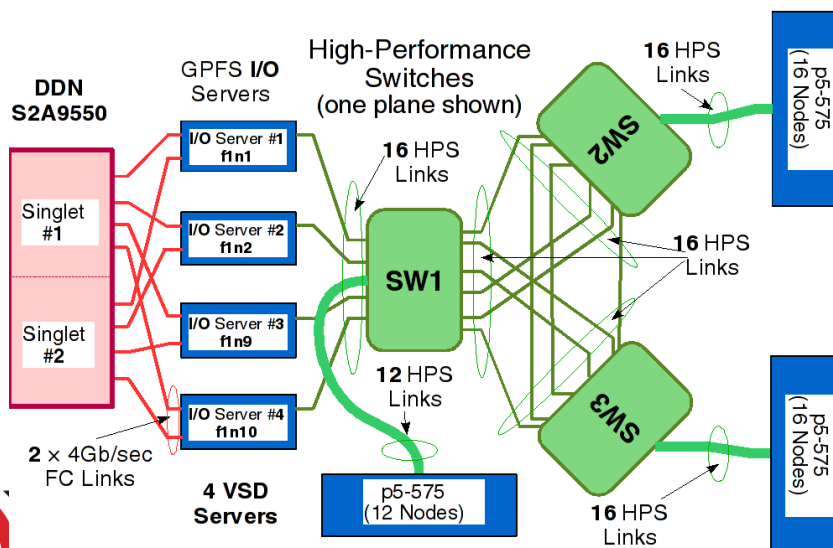 DDN
S2A9550
Singlet
#1
Singlet
#2
GPFS I/O
Servers
I/O Server #1
f1n1
I/O Server #2
f1n2
I/O Server #3
f1n9
I/O Server #4
f1n10
2 × 4Gb/sec
FC Links
4 VSD
Servers
High-Performance
Switches
(one plane shown)
16 HPS
Links
SW1
12 HPS
Links
p5-575
(12 Nodes)
SW2
16 HPS
Links
SW3
16 HPS
Links
p5-575
(16 Nodes)
16 HPS
Links
p5-575
(16 Nodes)